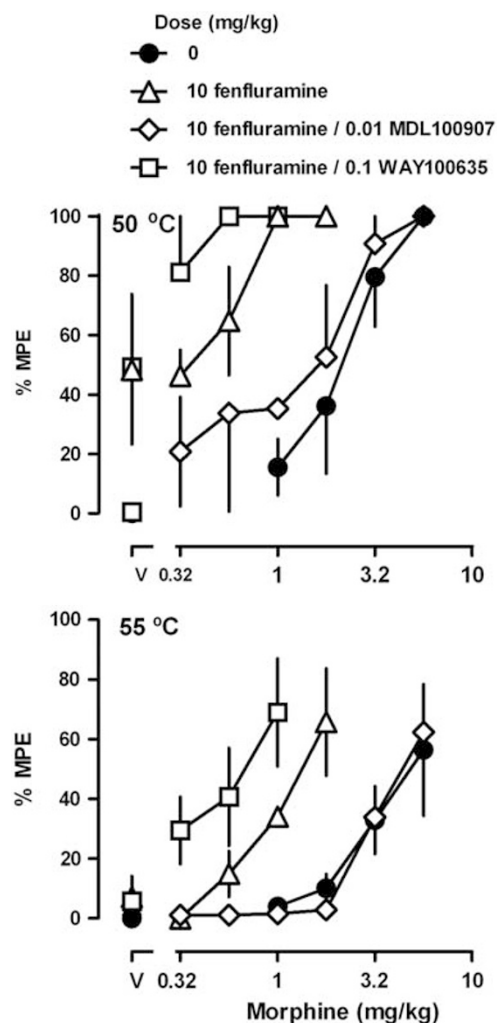 Dose (mg/kg)
0
10 fenfluramine
10 fenfluramine / 0.01 MDL100907
10 fenfluramine / 0.1 WAY100635
50 °C
% MPE
100
80
60
40
20
0
V 0.32 1 3.2 10
55 °C
% MPE
100
80
60
40
20
0
V 0.32 1 3.2 10
Morphine (mg/kg)